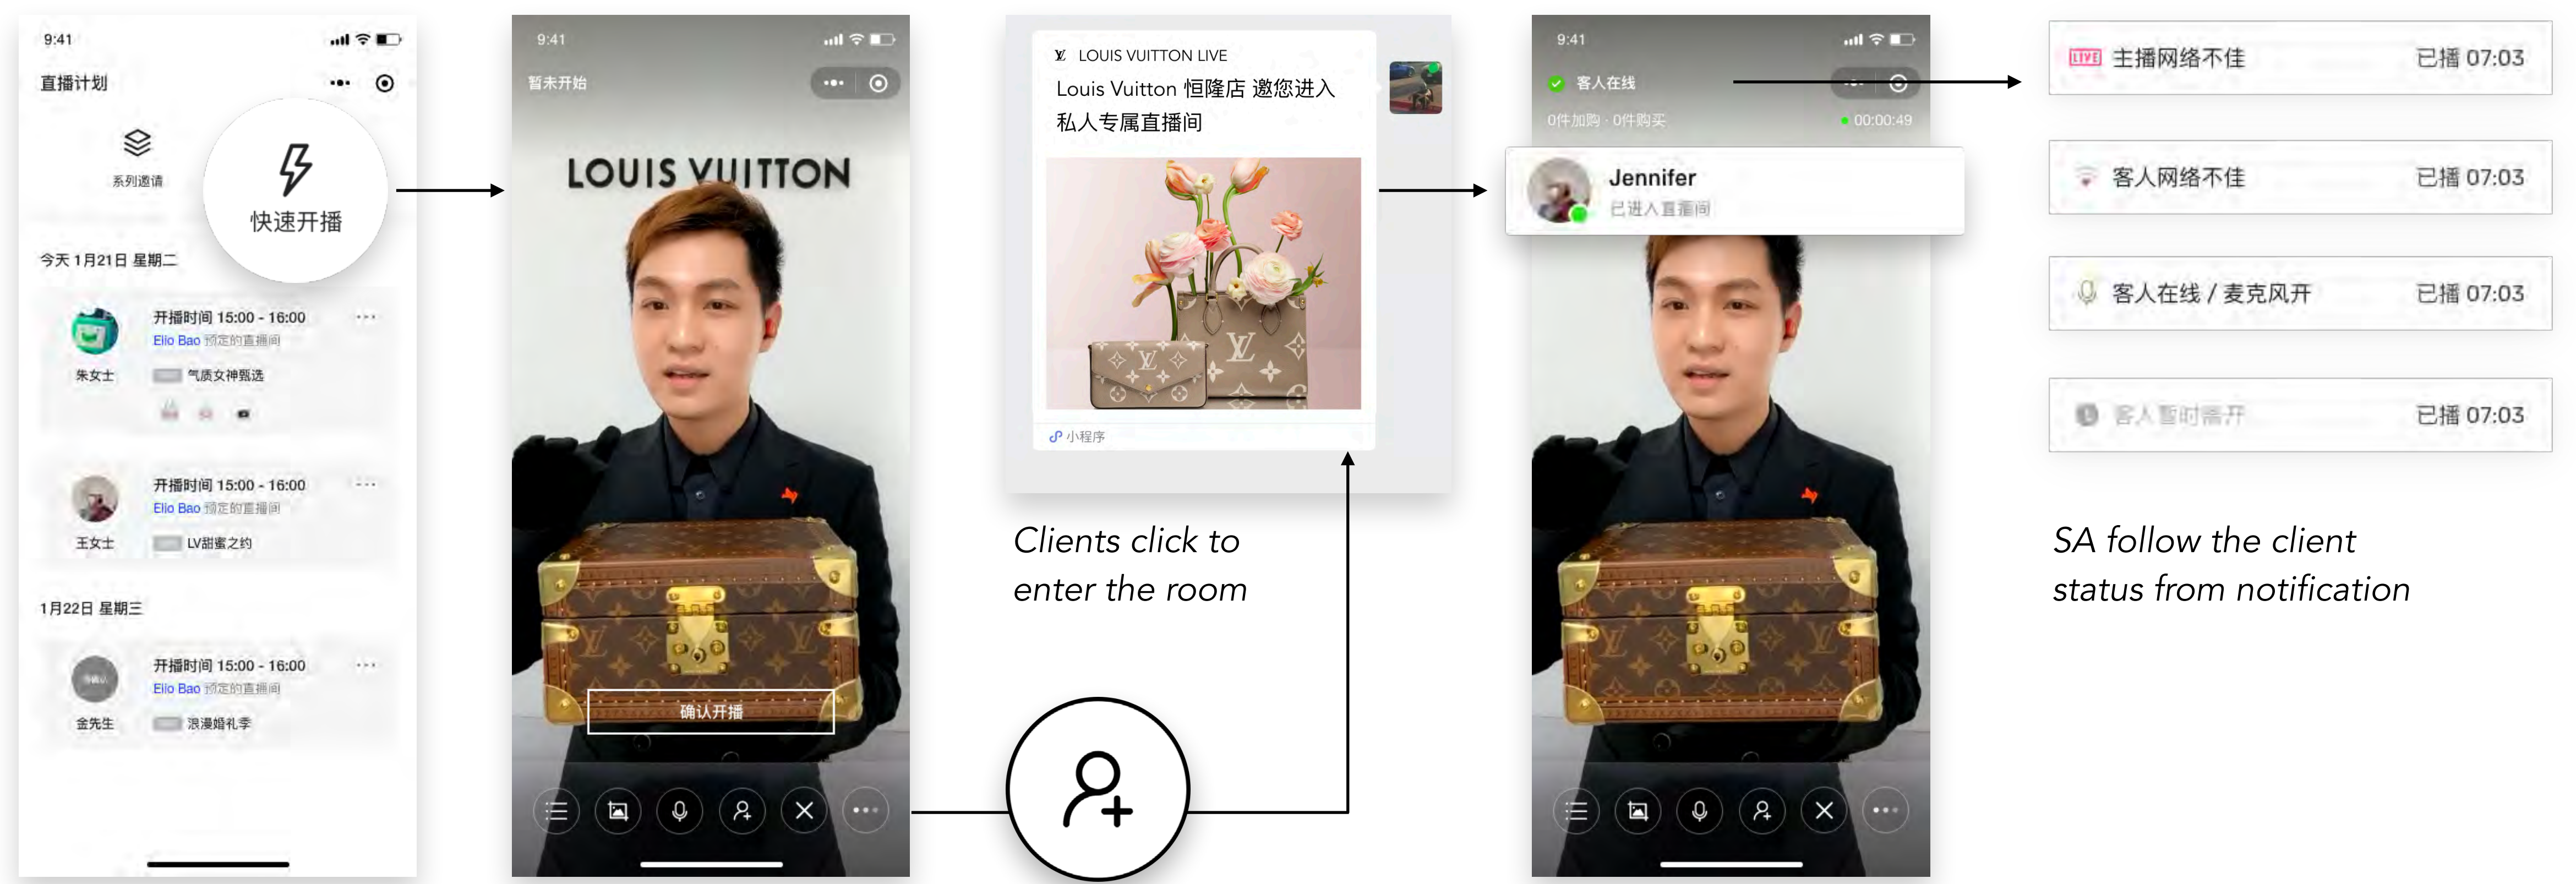 9:41
直播计划
系列邀请
快速开播
今天 1月21日 星期二
开播时间 15:00 - 16:00
Elio Bao 预定的直播间
朱女士
气质女神甄选
开播时间 15:00 - 16:00
Elio Bao 预定的直播间
王女士
LV甜蜜之约
1月22日 星期三
开播时间 15:00 - 16:00
Elio Bao 预定的直播间
金先生
浪漫婚礼季
9:41
暂未开始
LOUIS VUITTON
确认开播
LOUIS VUITTON LIVE
Louis Vuitton 恒隆店 邀您进入
私人专属直播间
小程序
Clients click to
enter the room
9:41
客人在线
0件加购 · 0件购买
00:00:49
Jennifer
已进入直播间
LIVE 主播网络不佳 已播 07:03
客人网络不佳 已播 07:03
客人在线 / 麦克风开 已播 07:03
客人暂时离开 已播 07:03
SA follow the client
status from notification